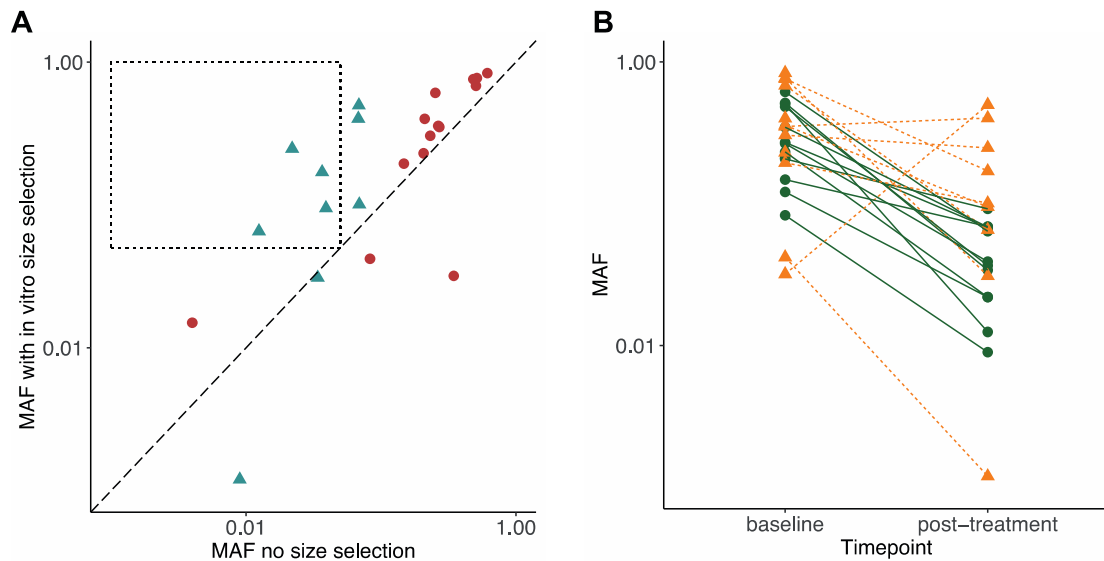 A
1.00
0.01
MAF with in vitro size selection
0.01
1.00
MAF no size selection
B
1.00
0.01
MAF
baseline
post−treatment
Timepoint